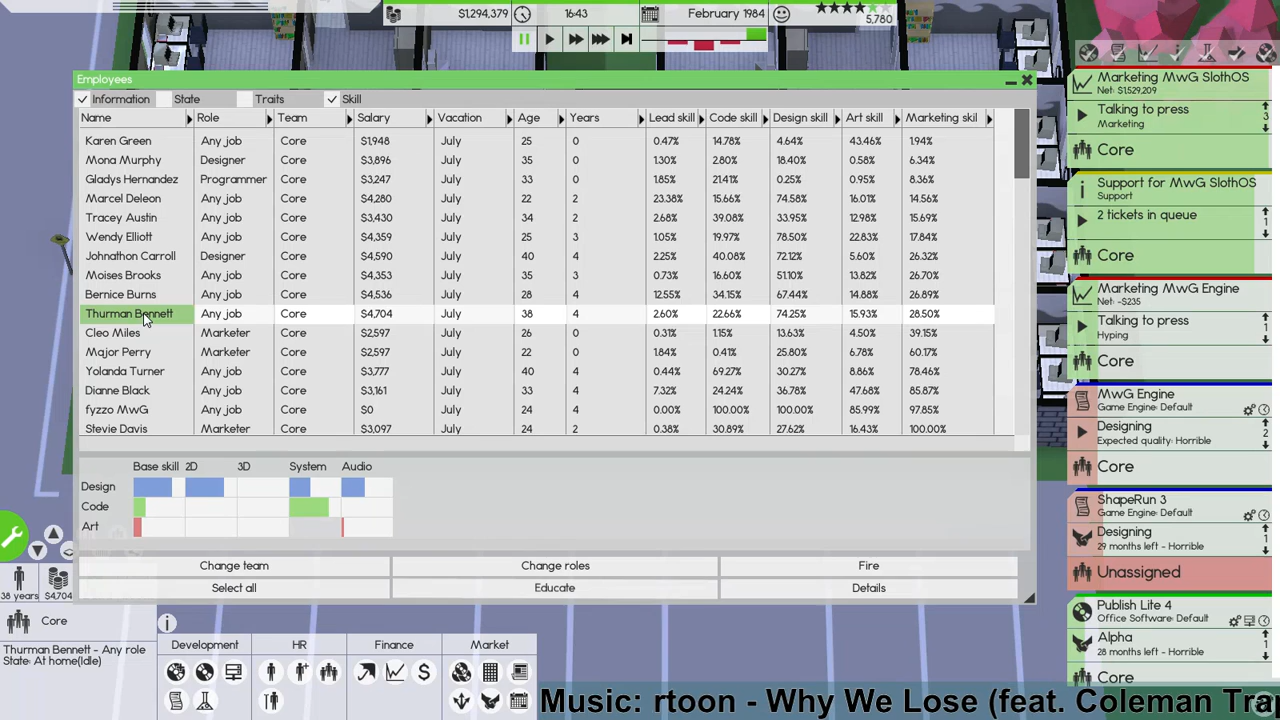 $1,294,379 16:43 February 1984 5,780
Employees
Information State Traits Skill
Name Role Team Salary Vacation Age Years Lead skill Code skill Design skill Art skill Marketing skil
Karen Green Any job Core $1,948 July 25 0 0.47% 14.78% 4.64% 43.46% 1.94%
Mona Murphy Designer Core $3,896 July 35 0 1.30% 2.80% 18.40% 0.58% 6.34%
Gladys Hernandez Programmer Core $1,247 July 33 0 1.85% 21.41% 0.25% 0.95% 8.36%
Marcel Deleon Any job Core $4,280 July 22 2 23.38% 15.66% 74.58% 16.01% 14.56%
Tracey Austin Any job Core $3,430 July 34 2 2.68% 39.08% 33.95% 12.98% 15.69%
Wendy Elliott Any job Core $4,359 July 25 3 1.05% 19.97% 78.50% 22.83% 17.84%
Johnathon Carroll Designer Core $4,590 July 40 4 2.25% 40.08% 72.12% 5.60% 26.32%
Moises Brooks Any job Core $4,353 July 35 3 0.73% 16.60% 51.10% 13.82% 26.70%
Bernice Burns Any job Core $4,536 July 28 4 12.55% 34.15% 67.44% 14.88% 26.89%
Thurman Bennett Any job Core $4,704 July 38 4 2.60% 22.66% 74.25% 15.93% 28.50%
Cleo Miles Marketer Core $2,597 July 26 0 0.31% 1.15% 13.63% 4.50% 39.15%
Major Perry Marketer Core $2,597 July 22 0 1.84% 0.41% 25.80% 6.78% 60.17%
Yolanda Turner Any job Core $3,777 July 40 4 0.44% 69.27% 30.27% 8.86% 78.46%
Dianne Black Any job Core $3,161 July 33 4 7.32% 24.24% 36.78% 47.68% 85.87%
fyzzo MwG Any job Core $0 July 24 4 0.00% 100.00% 100.00% 85.99% 97.85%
Stevie Davis Marketer Core $3,097 July 24 2 0.38% 30.89% 27.62% 16.43% 100.00%
Base skill 2D 3D System Audio
Design
Code
Art
Change team Change roles Fire
Select all Educate Details
Marketing MwG SlothOS
Net: $1,529,209
Talking to press
Marketing
3
Core
Support for MwG SlothOS
Support
2 tickets in queue
1
Core
Marketing MwG Engine
Net: -$235
Talking to press
Hyping
1
Core
MwG Engine
Game Engine: Default
Designing
Expected quality: Horrible
2
Core
ShapeRun 3
Game Engine: Default
Designing
29 months left - Horrible
1
Unassigned
Publish Lite 4
Office Software: Default
Alpha
28 months left - Horrible
1
Core
38 years $4,704
Core
Thurman Bennett - Any role
State: At home(Idle)
Development HR Finance Market
Music: rtoon - Why We Lose (feat. Coleman Tra